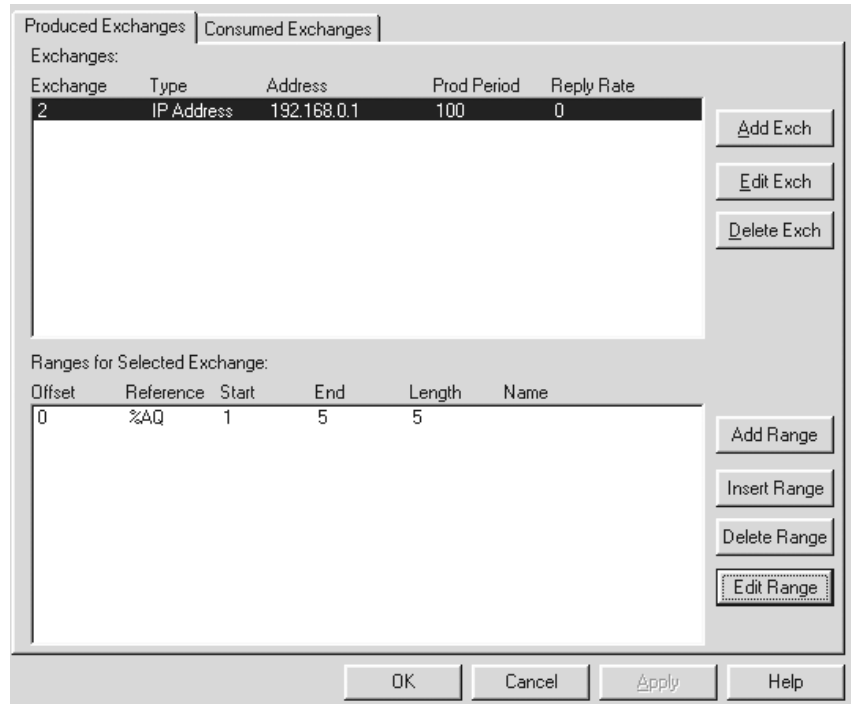 Produced Exchanges Consumed Exchanges
Exchanges:
Exchange Type Address Prod Period Reply Rate
2 IP Address 192.168.0.1 100 0
Add Exch
Edit Exch
Delete Exch
Ranges for Selected Exchange:
Offset Reference Start End Length Name
0 %AQ 1 5 5
Add Range
Insert Range
Delete Range
Edit Range
OK Cancel Apply Help